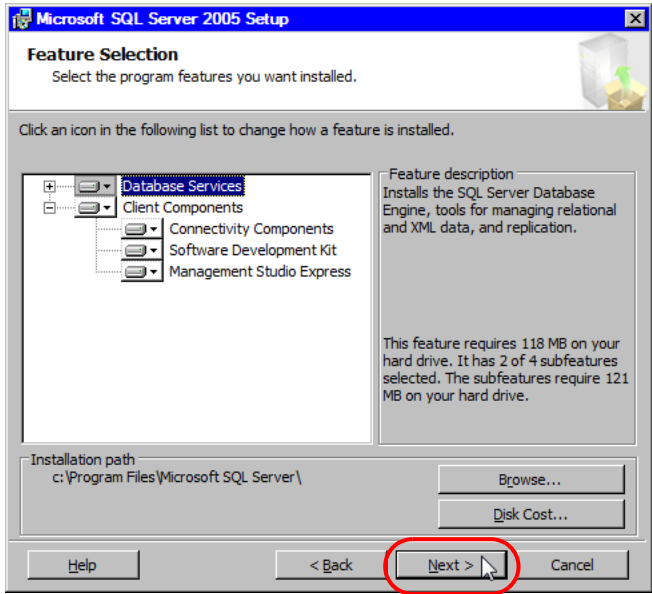 Microsoft SQL Server 2005 Setup
Feature Selection
Select the program features you want installed.
Click an icon in the following list to change how a feature is installed.
Database Services
Client Components
Connectivity Components
Software Development Kit
Management Studio Express
Feature description
Installs the SQL Server Database
Engine, tools for managing relational
and XML data, and replication.
This feature requires 118 MB on your
hard drive. It has 2 of 4 subfeatures
selected. The subfeatures require 121
MB on your hard drive.
Installation path
c:\Program Files\Microsoft SQL Server\
Browse...
Disk Cost...
Help
< Back
Next >
Cancel